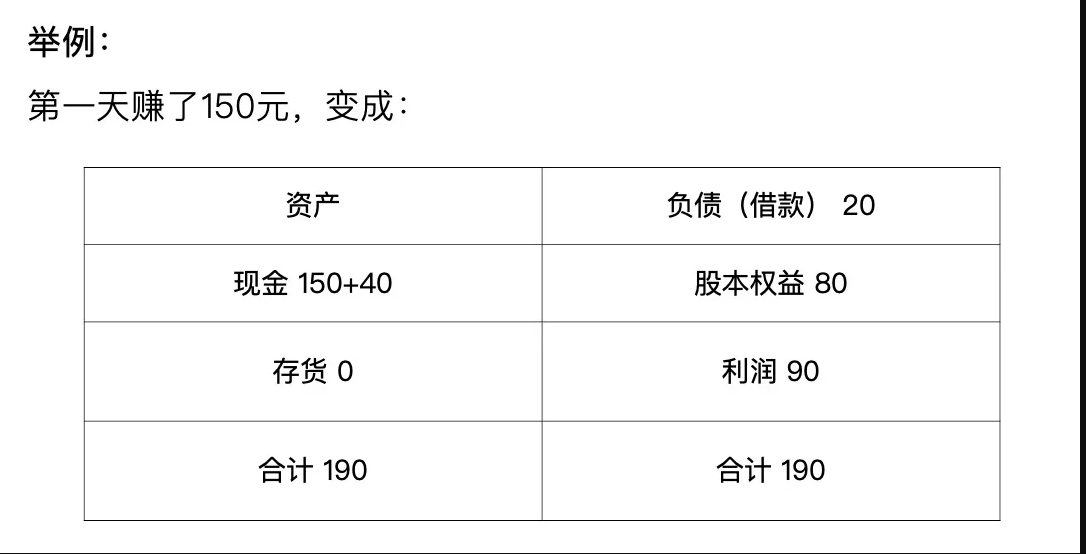 举例：
第一天赚了150元，变成：
资产 负债（借款） 20
现金 150+40 股本权益 80
存货 0 利润 90
合计 190 合计 190